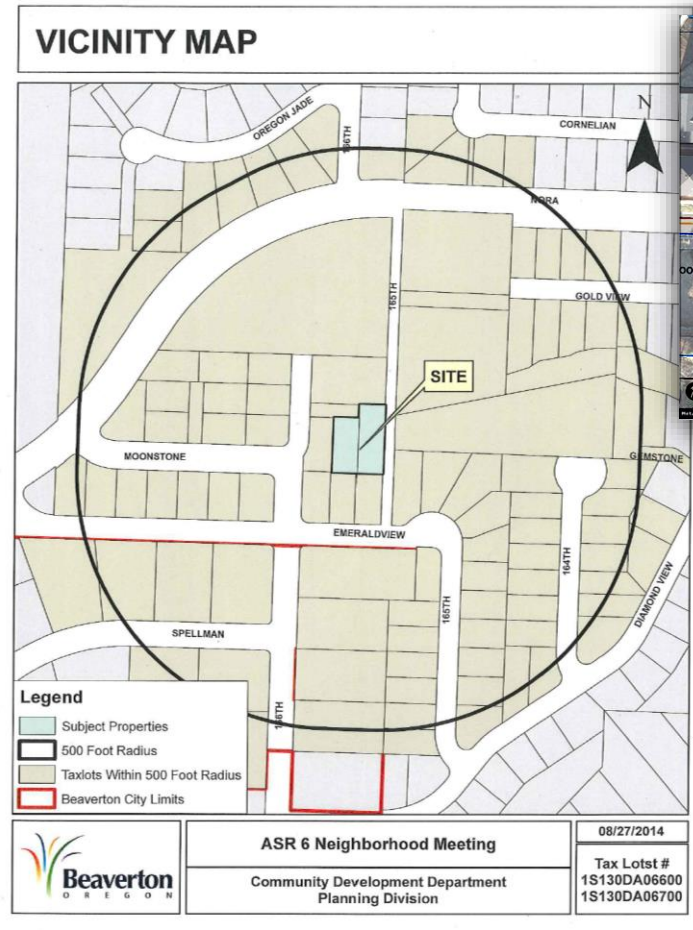 VICINITY MAP
N
OREGON JADE
166TH
CORNELIAN
NORA
165TH
GOLD VIEW
SITE
MOONSTONE
GEMSTONE
EMERALDVIEW
164TH
DIAMOND VIEW
165TH
SPELLMAN
166TH
Legend
Subject Properties
500 Foot Radius
Taxlots Within 500 Foot Radius
Beaverton City Limits
Beaverton
OREGON
ASR 6 Neighborhood Meeting
Community Development Department
Planning Division
08/27/2014
Tax Lotst #
1S130DA06600
1S130DA06700